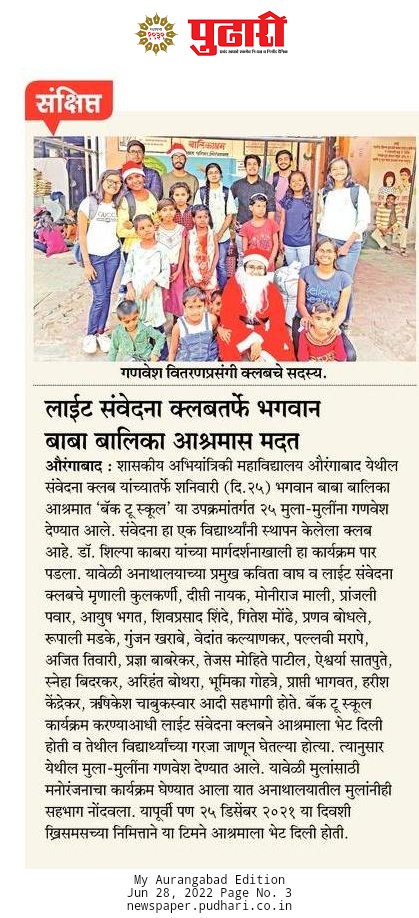 पुढारी
संक्षिप्त
बालिकाश्रम
गणवेश वितरणप्रसंगी क्लबचे सदस्य.
लाईट संवेदना क्लबतर्फे भगवान
बाबा बालिका आश्रमास मदत
औरंगाबाद : शासकीय अभियांत्रिकी महाविद्यालय औरंगाबाद येथील
संवेदना क्लब यांच्यातर्फे शनिवारी (दि.२५) भगवान बाबा बालिका
आश्रमात ‘बॅक टू स्कूल’ या उपक्रमांतर्गत २५ मुला-मुलींना गणवेश
देण्यात आले. संवेदना हा एक विद्यार्थ्यांनी स्थापन केलेला क्लब
आहे. डॉ. शिल्पा काबरा यांच्या मार्गदर्शनाखाली हा कार्यक्रम पार
पडला. यावेळी अनाथालयाच्या प्रमुख कविता वाघ व लाईट संवेदना
क्लबचे मृणाली कुलकर्णी, दीप्ती नायक, मोनीराज माली, प्रांजली
पवार, आयुष भगत, शिवप्रसाद शिंदे, गितेश मोंढे, प्रणव बोधले,
रूपाली मडके, गुंजन खराबे, वेदांत कल्याणकर, पल्लवी मरापे,
अजित तिवारी, प्रज्ञा बाबरेकर, तेजस मोहिते पाटील, ऐश्वर्या सातपुते,
स्नेहा बिदरकर, अरिहंत बोथरा, भूमिका गोहत्रे, प्राप्ती भागवत, हरीश
केंद्रेकर, ऋषिकेश चाबुकस्वार आदी सहभागी होते. बॅक टू स्कूल
कार्यक्रम करण्याआधी लाईट संवेदना क्लबने आश्रमाला भेट दिली
होती व तेथील विद्यार्थ्यांच्या गरजा जाणून घेतल्या होत्या. त्यानुसार
येथील मुला-मुलींना गणवेश देण्यात आले. यावेळी मुलांसाठी
मनोरंजनाचा कार्यक्रम घेण्यात आला यात अनाथालयातील मुलांनीही
सहभाग नोंदवला. यापूर्वी पण २५ डिसेंबर २०२१ या दिवशी
ख्रिसमसच्या निमित्ताने या टिमने आश्रमाला भेट दिली होती.
My Aurangabad Edition
Jun 28, 2022 Page No. 3
newspaper.pudhari.co.in